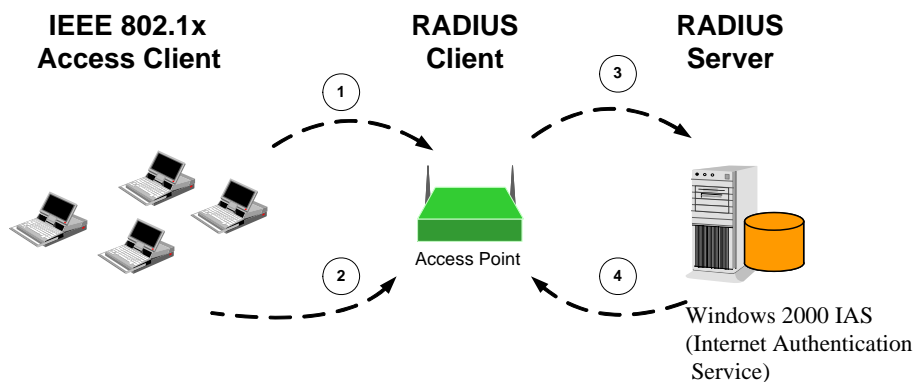 IEEE 802.1x
Access Client
RADIUS
Client
RADIUS
Server
1
3
Access Point
2
4
Windows 2000 IAS
(Internet Authentication
Service)